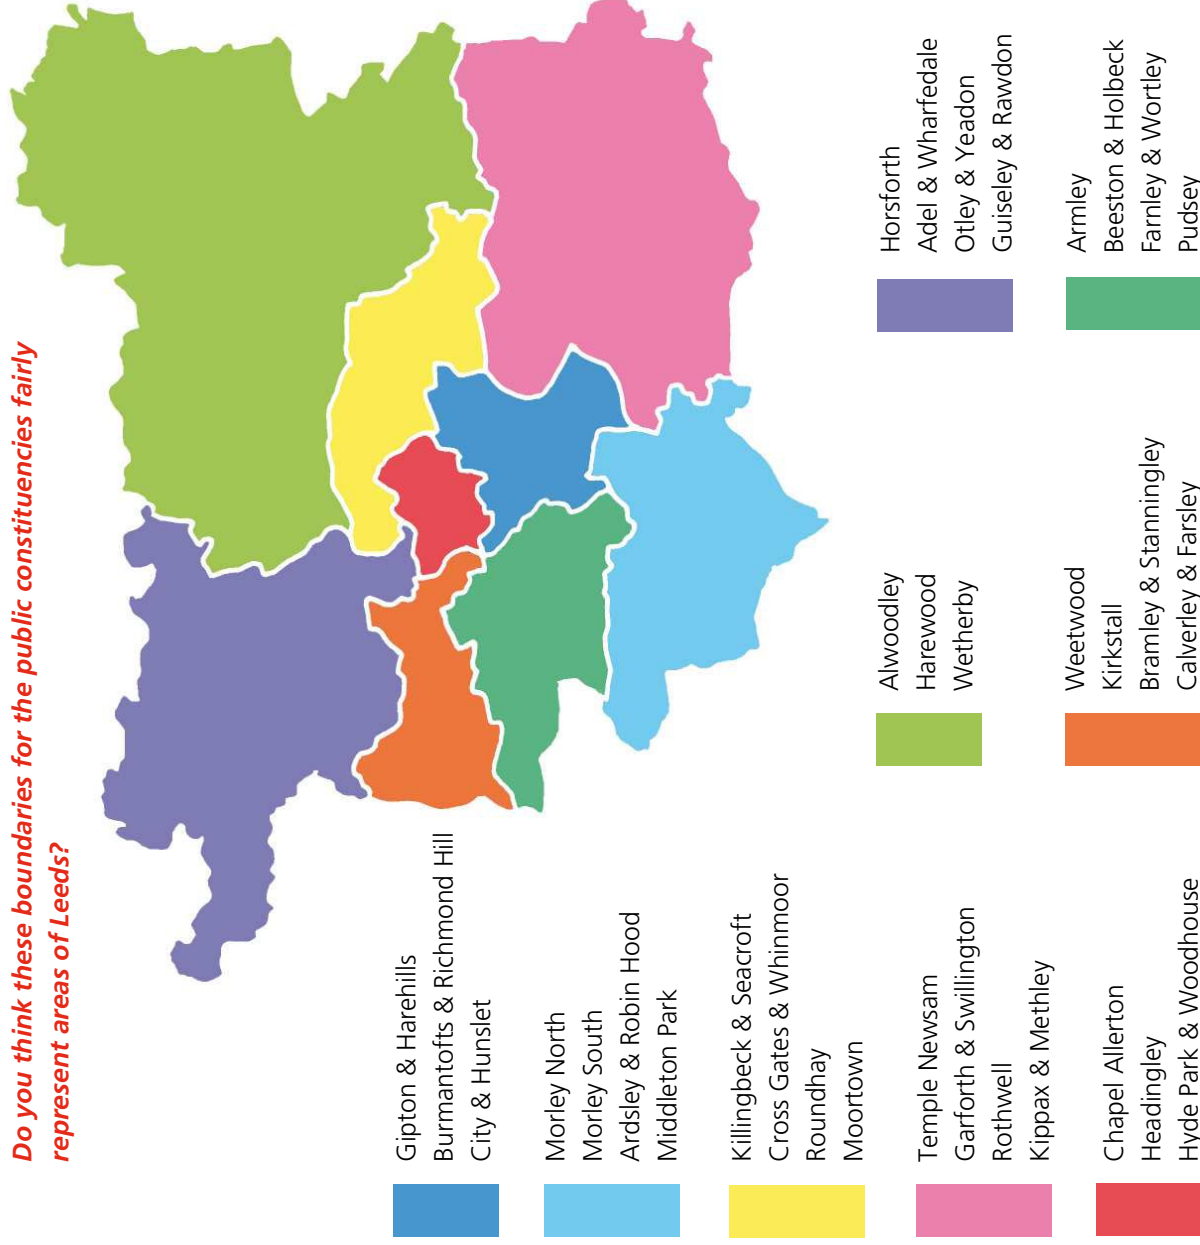 Do you think these boundaries for the public constituencies fairly
represent areas of Leeds?
Gipton & Harehills
Burmantofts & Richmond Hill
City & Hunslet
Morley North
Morley South
Ardsley & Robin Hood
Middleton Park
Killingbeck & Seacroft
Cross Gates & Whinmoor
Roundhay
Moortown
Temple Newsam
Garforth & Swillington
Rothwell
Kippax & Methley
Chapel Allerton
Headingley
Hyde Park & Woodhouse
Alwoodley
Harewood
Wetherby
Weetwood
Kirkstall
Bramley & Stanningley
Calverley & Farsley
Horsforth
Adel & Wharfedale
Otley & Yeadon
Guiseley & Rawdon
Armley
Beeston & Holbeck
Farnley & Wortley
Pudsey